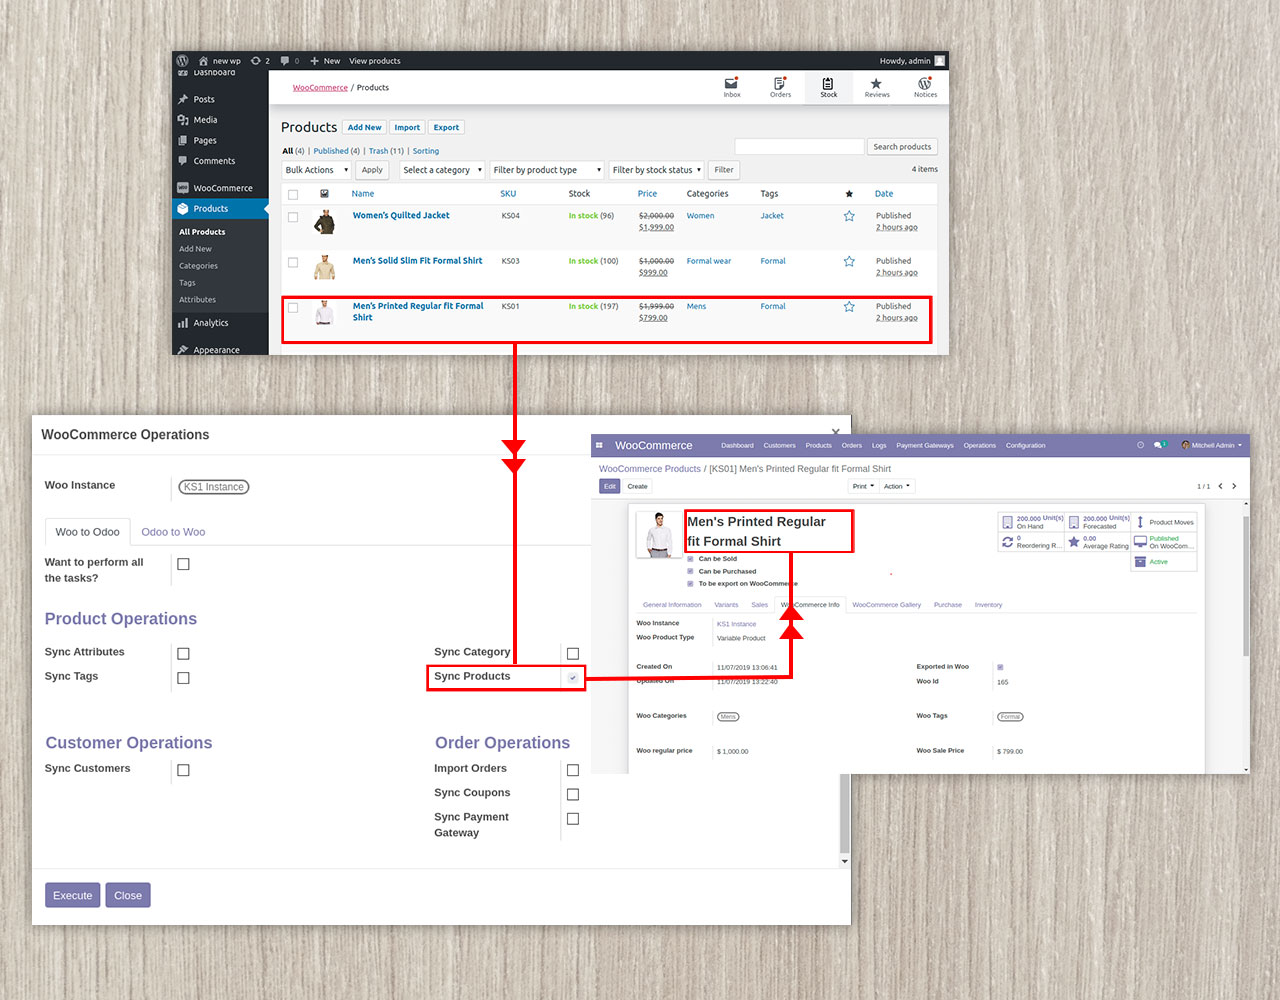 new wp 2 0 New View products Howdy, admin
Dashboard
Posts
Media
Pages
Comments
WooCommerce
Products
All Products
Add New
Categories
Tags
Attributes
Analytics
Appearance
WooCommerce / Products
Inbox Orders Stock Reviews Notices
Products Add New Import Export
All (4) | Published (4) | Trash (11) | Sorting
Search products
Bulk Actions Apply Select a category Filter by product type Filter by stock status Filter 4 items
Name SKU Stock Price Categories Tags Date
Women's Quilted Jacket KS04 In stock (96) $2,000.00 Women Jacket Published
$1,999.00 2 hours ago
Men's Solid Slim Fit Formal Shirt KS03 In stock (100) $1,000.00 Formal wear Formal Published
$999.00 2 hours ago
Men's Printed Regular fit Formal KS01 In stock (197) $1,999.00 Mens Formal Published
Shirt $799.00 2 hours ago
WooCommerce Operations
Woo Instance KS1 Instance
Woo to Odoo Odoo to Woo
Want to perform all
the tasks?
Product Operations
Sync Attributes Sync Category
Sync Tags Sync Products
Customer Operations Order Operations
Sync Customers Import Orders
Sync Coupons
Sync Payment
Gateway
Execute Close
WooCommerce Dashboard Customers Products Orders Logs Payment Gateways Operations Configuration 1 Mitchell Admin
WooCommerce Products / [KS01] Men's Printed Regular fit Formal Shirt
Edit Create Print Action 1 / 1
Men's Printed Regular
fit Formal Shirt
200.000 Unit(s)
On Hand
200.000 Unit(s)
Forecasted
Product Moves
0
Reordering R...
0.00
Average Rating
Published
On WooCom...
Active
Can be Sold
Can be Purchased
To be export on WooCommerce
General Information Variants Sales WooCommerce Info WooCommerce Gallery Purchase Inventory
Woo Instance KS1 Instance
Woo Product Type Variable Product
Created On 11/07/2019 13:06:41 Exported in Woo
Updated On 11/07/2019 13:22:40 Woo Id 165
Woo Categories Mens Woo Tags Formal
Woo regular price $ 1,000.00 Woo Sale Price $ 799.00